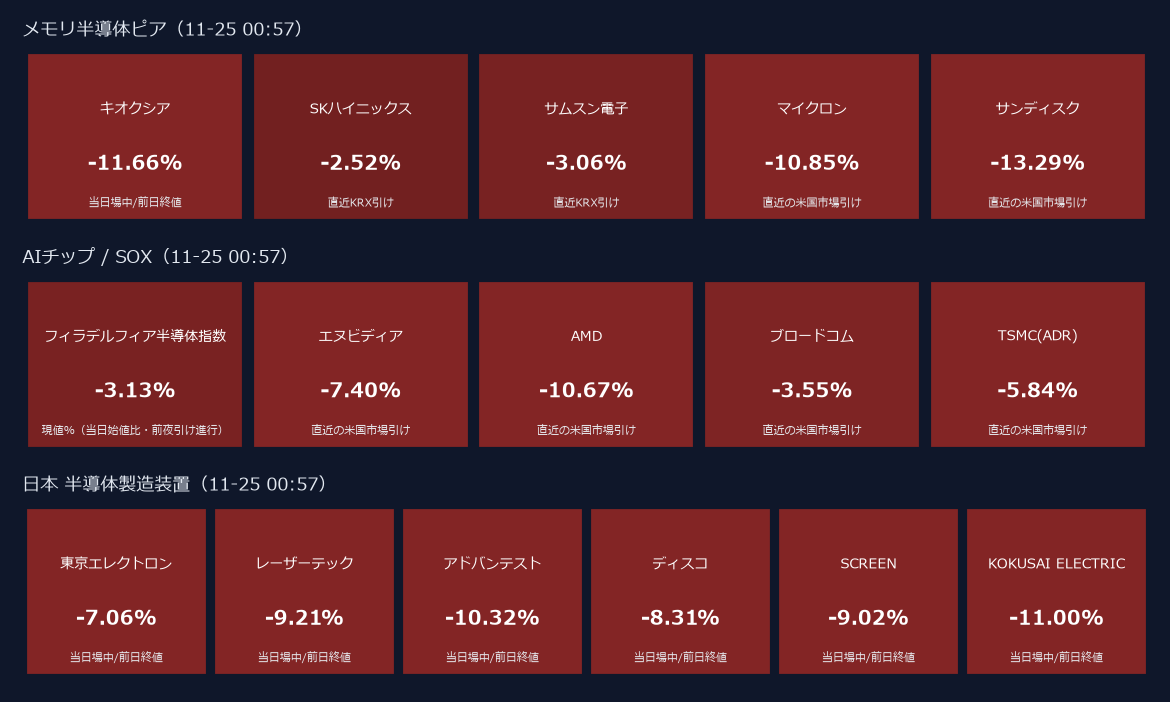 メモリ半導体ピア（11-25 00:57）
キオクシア
-11.66%
当日場中/前日終値
SKハイニックス
-2.52%
直近KRX引け
サムスン電子
-3.06%
直近KRX引け
マイクロン
-10.85%
直近の米国市場引け
サンディスク
-13.29%
直近の米国市場引け
AIチップ / SOX（11-25 00:57）
フィラデルフィア半導体指数
-3.13%
現値%（当日始値比・前夜引け進行）
エヌビディア
-7.40%
直近の米国市場引け
AMD
-10.67%
直近の米国市場引け
ブロードコム
-3.55%
直近の米国市場引け
TSMC(ADR)
-5.84%
直近の米国市場引け
日本 半導体製造装置（11-25 00:57）
東京エレクトロン
-7.06%
当日場中/前日終値
レーザーテック
-9.21%
当日場中/前日終値
アドバンテスト
-10.32%
当日場中/前日終値
ディスコ
-8.31%
当日場中/前日終値
SCREEN
-9.02%
当日場中/前日終値
KOKUSAI ELECTRIC
-11.00%
当日場中/前日終値